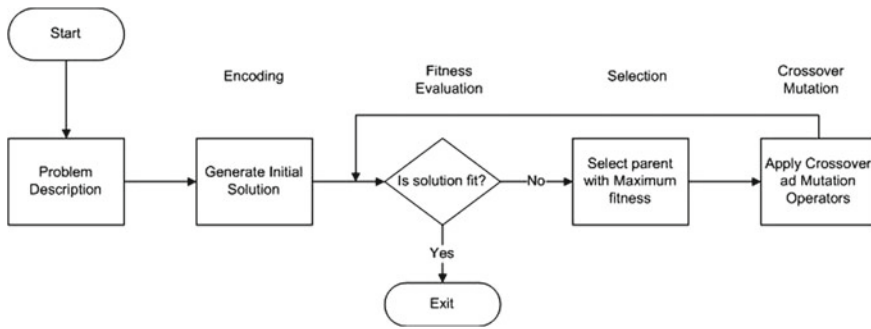 Start
Encoding
Fitness
Evaluation
Selection
Crossover
Mutation
Problem
Description
Generate Initial
Solution
Is solution fit?
No
Select parent
with Maximum
fitness
Apply Crossover
ad Mutation
Operators
Yes
Exit